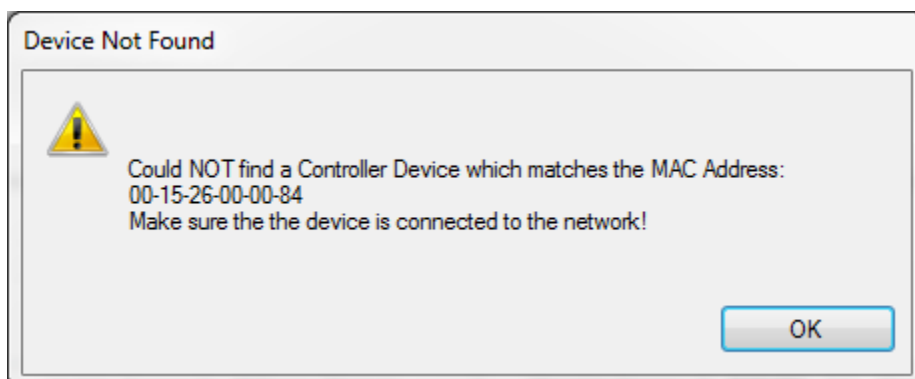 Device Not Found
Could NOT find a Controller Device which matches the MAC Address:
00-15-26-00-00-84
Make sure the the device is connected to the network!
OK